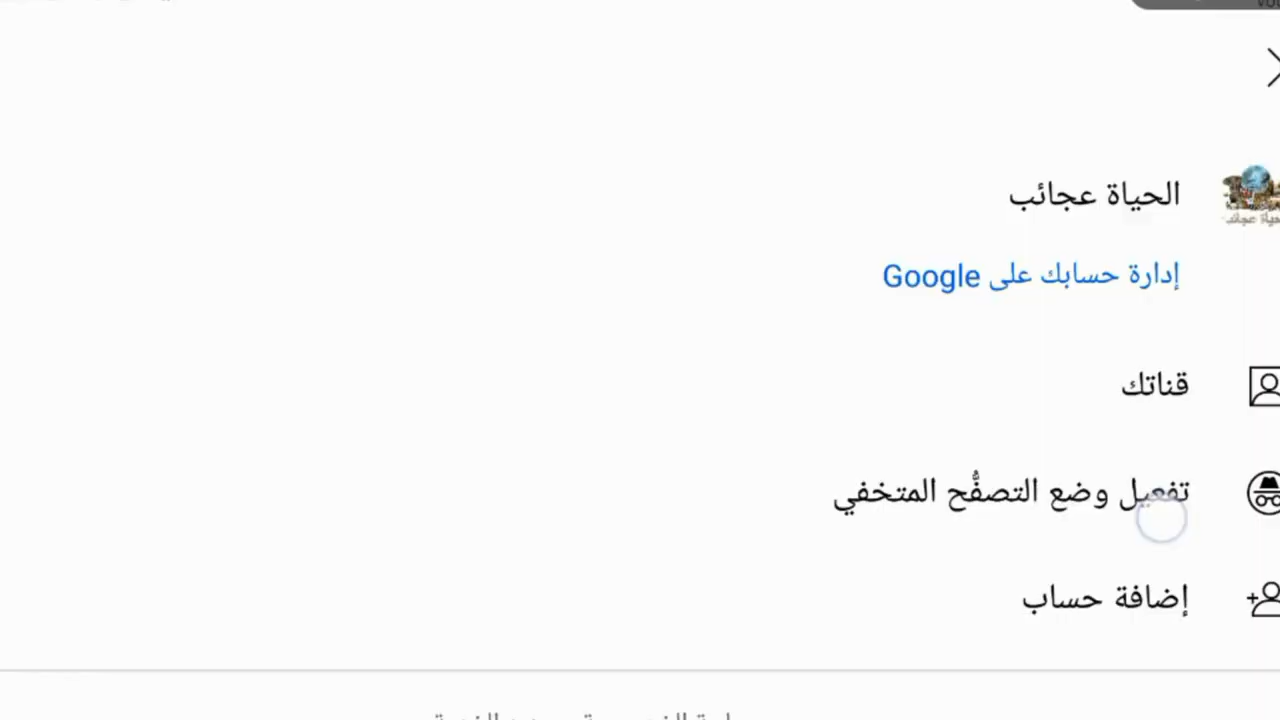 الحياة عجائب
إدارة حسابك على Google
قناتك
تفعيل وضع التصفُّح المتخفي
إضافة حساب